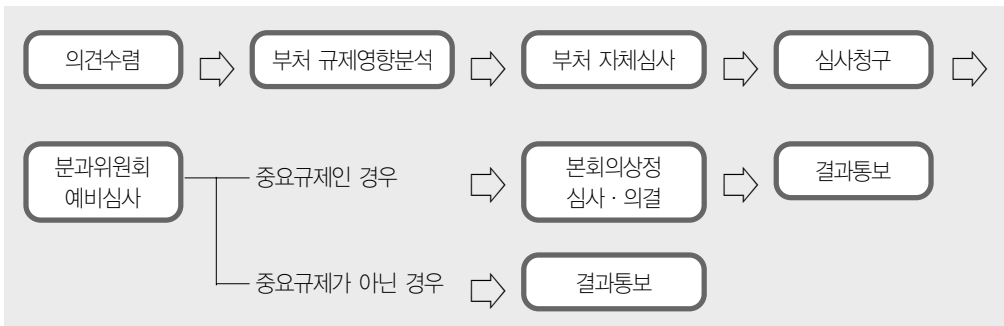 의견수렴
부처 규제영향분석
부처 자체심사
심사청구
분과위원회
예비심사
중요규제인 경우
본회의상정
심사 · 의결
결과통보
중요규제가 아닌 경우
결과통보